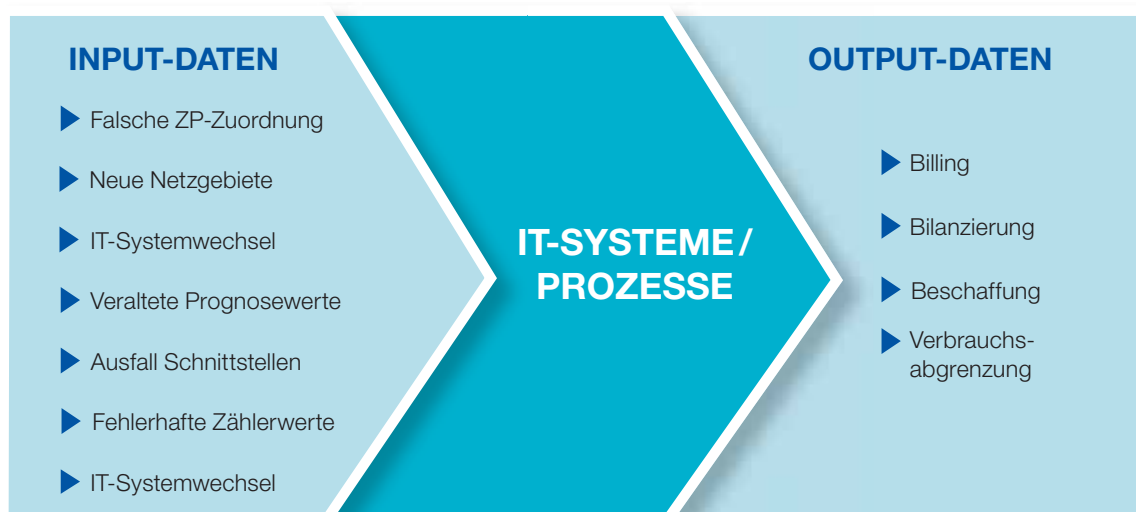 INPUT-DATEN
Falsche ZP-Zuordnung
Neue Netzgebiete
IT-Systemwechsel
Veraltete Prognosewerte
Ausfall Schnittstellen
Fehlerhafte Zählerwerte
IT-Systemwechsel
IT-SYSTEME/
PROZESSE
OUTPUT-DATEN
Billing
Bilanzierung
Beschaffung
Verbrauchs-
abgrenzung